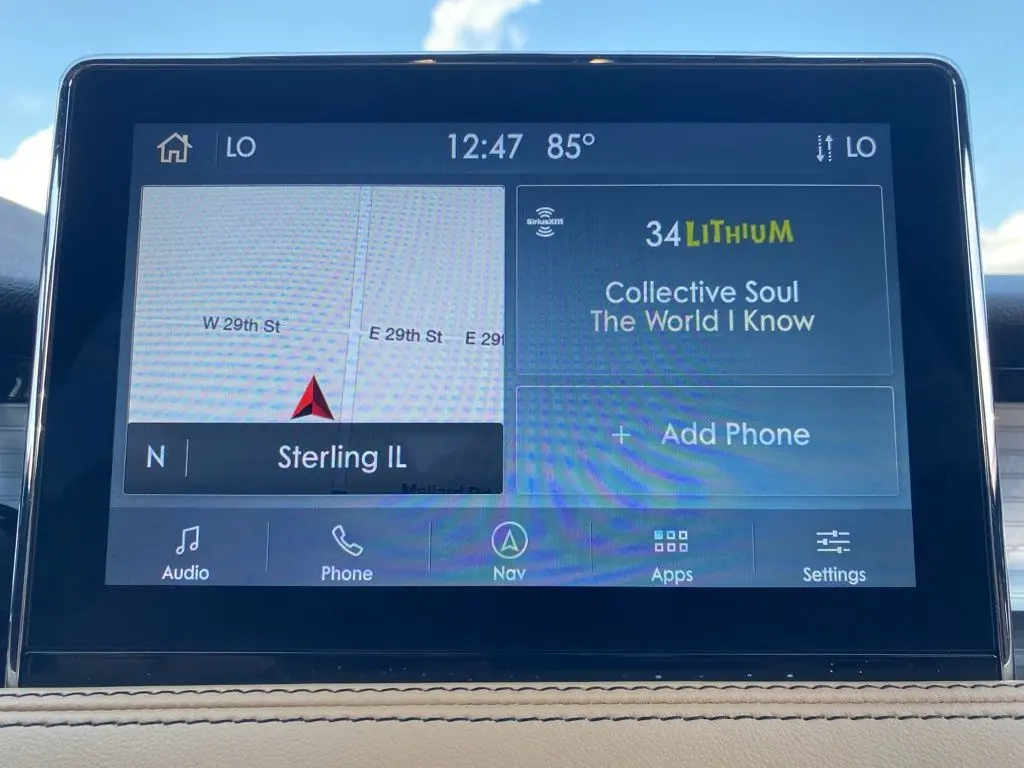 LO 12:47 85° LO
SiriusXM
34 LiTHiUM
Collective Soul
The World I Know
W 29th St
E 29th St
E 29t
+ Add Phone
N Sterling IL
Audio Phone Nav Apps Settings